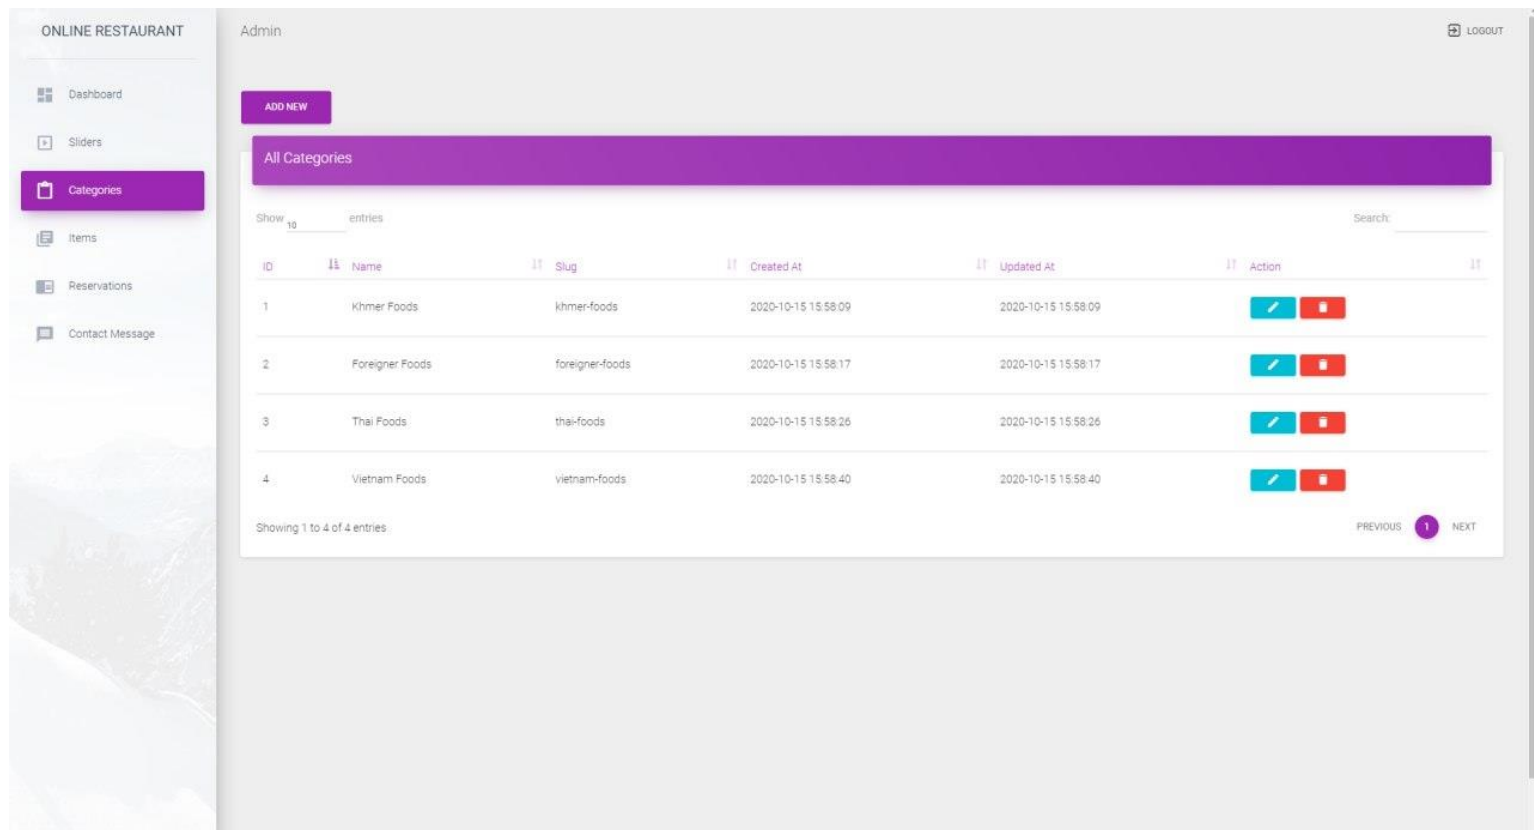 ONLINE RESTAURANT
Admin
LOGOUT
Dashboard
Sliders
Categories
Items
Reservations
Contact Message
ADD NEW
All Categories
Show 10 entries
Search:
ID Name Slug Created At Updated At Action
1 Khmer Foods khmer-foods 2020-10-15 15:58:09 2020-10-15 15:58:09
2 Foreigner Foods foreigner-foods 2020-10-15 15:58:17 2020-10-15 15:58:17
3 Thai Foods thai-foods 2020-10-15 15:58:26 2020-10-15 15:58:26
4 Vietnam Foods vietnam-foods 2020-10-15 15:58:40 2020-10-15 15:58:40
Showing 1 to 4 of 4 entries
PREVIOUS 1 NEXT